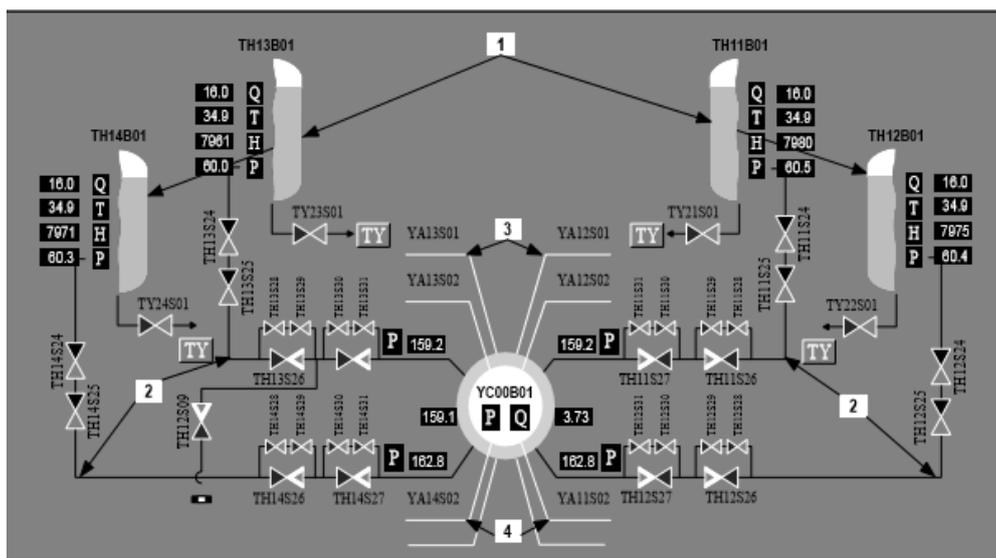 1
TH13B01
TH11B01
16.0 Q
34.9 T
7961 H
60.0 P
Q 16.0
T 34.9
H 7980
P 60.5
TH14B01
TH12B01
16.0 Q
34.9 T
7971 H
60.3 P
Q 16.0
T 34.9
H 7975
P 60.4
TH13S24
TH13S25
TY23S01
TY
YA13S01
3
YA12S01
TY
TY21S01
TH11S24
TH11S25
YA13S02
YA12S02
TY24S01
TY
TY22S01
TY
TH13S28
TH13S29
TH13S30
TH13S31
TH11S31
TH11S30
TH11S29
TH11S28
P 159.2
159.2 P
TH13S26
TH11S27
TH11S26
TH14S24
TH14S25
2
TH12S09
YC00B01
P Q
159.1
3.73
2
TH12S24
TH12S25
TH14S28
TH14S29
TH14S30
TH14S31
TH12S31
TH12S30
TH12S29
TH12S28
P 162.8
162.8 P
TH14S26
TH14S27
YA14S02
YA11S02
TH12S27
TH12S26
4